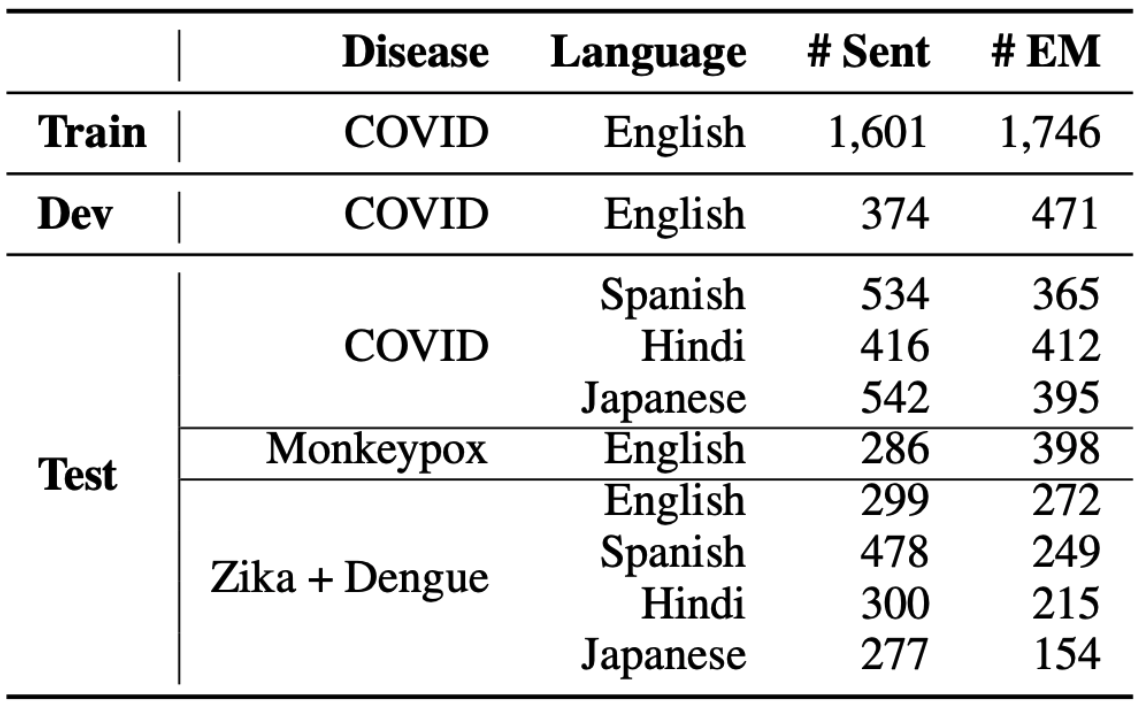 Disease Language # Sent # EM
Train COVID English 1,601 1,746
Dev COVID English 374 471
Spanish 534 365
COVID Hindi 416 412
Japanese 542 395
Monkeypox English 286 398
Test
English 299 272
Spanish 478 249
Zika + Dengue
Hindi 300 215
Japanese 277 154